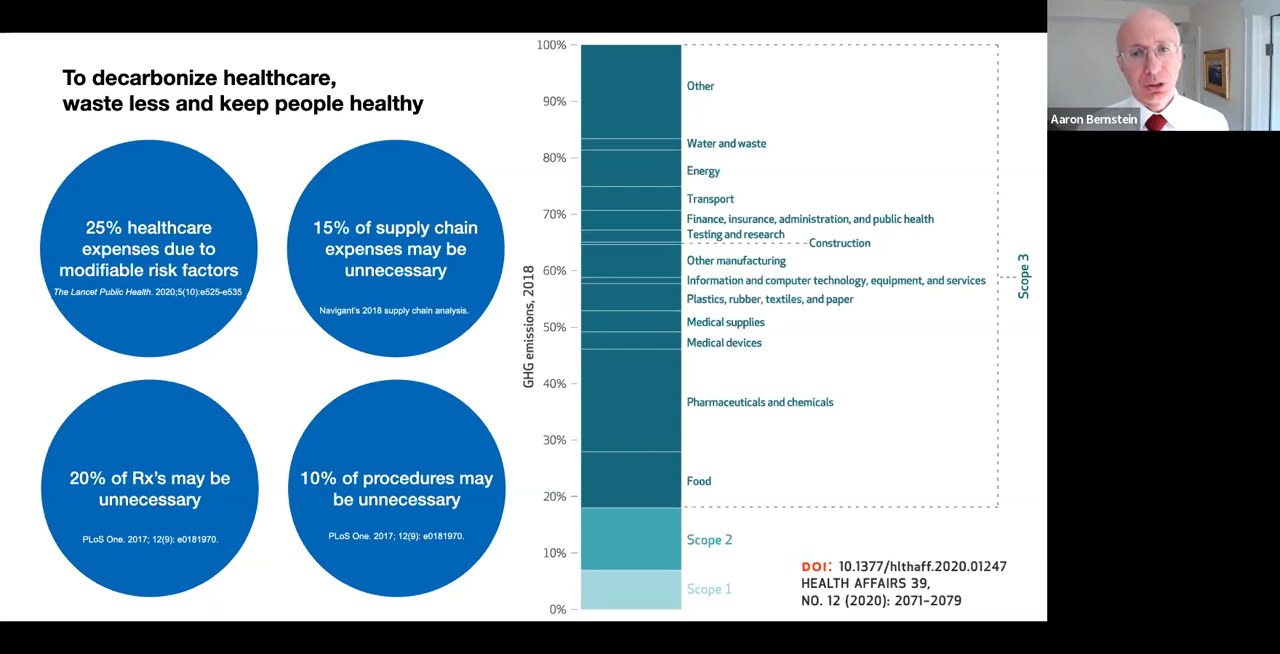 To decarbonize healthcare,
waste less and keep people healthy
25% healthcare
expenses due to
modifiable risk factors
The Lancet Public Health. 2020;5(10):e525-e535
15% of supply chain
expenses may be
unnecessary
Navigant's 2018 supply chain analysis.
20% of Rx's may be
unnecessary
PLoS One. 2017; 12(9): e0181970.
10% of procedures may
be unnecessary
PLoS One. 2017; 12(9): e0181970.
GHG emissions, 2018
100%
90%
80%
70%
60%
50%
40%
30%
20%
10%
0%
Other
Water and waste
Energy
Transport
Finance, insurance, administration, and public health
Testing and research
Construction
Other manufacturing
Information and computer technology, equipment, and services
Plastics, rubber, textiles, and paper
Medical supplies
Medical devices
Pharmaceuticals and chemicals
Food
Scope 2
Scope 1
Scope 3
DOI: 10.1377/hlthaff.2020.01247
HEALTH AFFAIRS 39,
NO. 12 (2020): 2071–2079
Aaron Bernstein